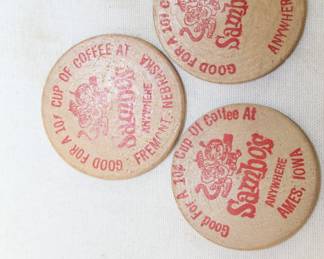 GOOD FOR A 10¢ CUP OF COFFEE AT
Sambo's
ANYWHERE
FREMONT, NEBRASKA
GOOD FOR A 10¢
Sambo's
ANYWHERE
Good For A 10¢ Cup Of Coffee At
Sambo's
ANYWHERE
AMES, IOWA